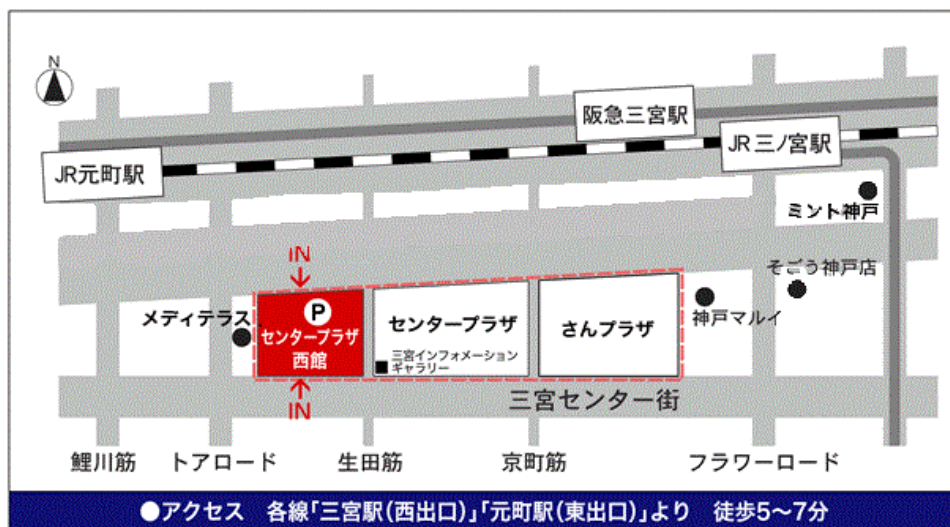 N
阪急三宮駅
JR三ノ宮駅
JR元町駅
ミント神戸
そごう神戸店
IN
メディテラス
P
センタープラザ
西館
センタープラザ
三宮インフォメーション
ギャラリー
さんプラザ
神戸マルイ
IN
三宮センター街
鯉川筋
トアロード
生田筋
京町筋
フラワーロード
●アクセス 各線「三宮駅(西出口)」「元町駅(東出口)」より 徒歩5〜7分